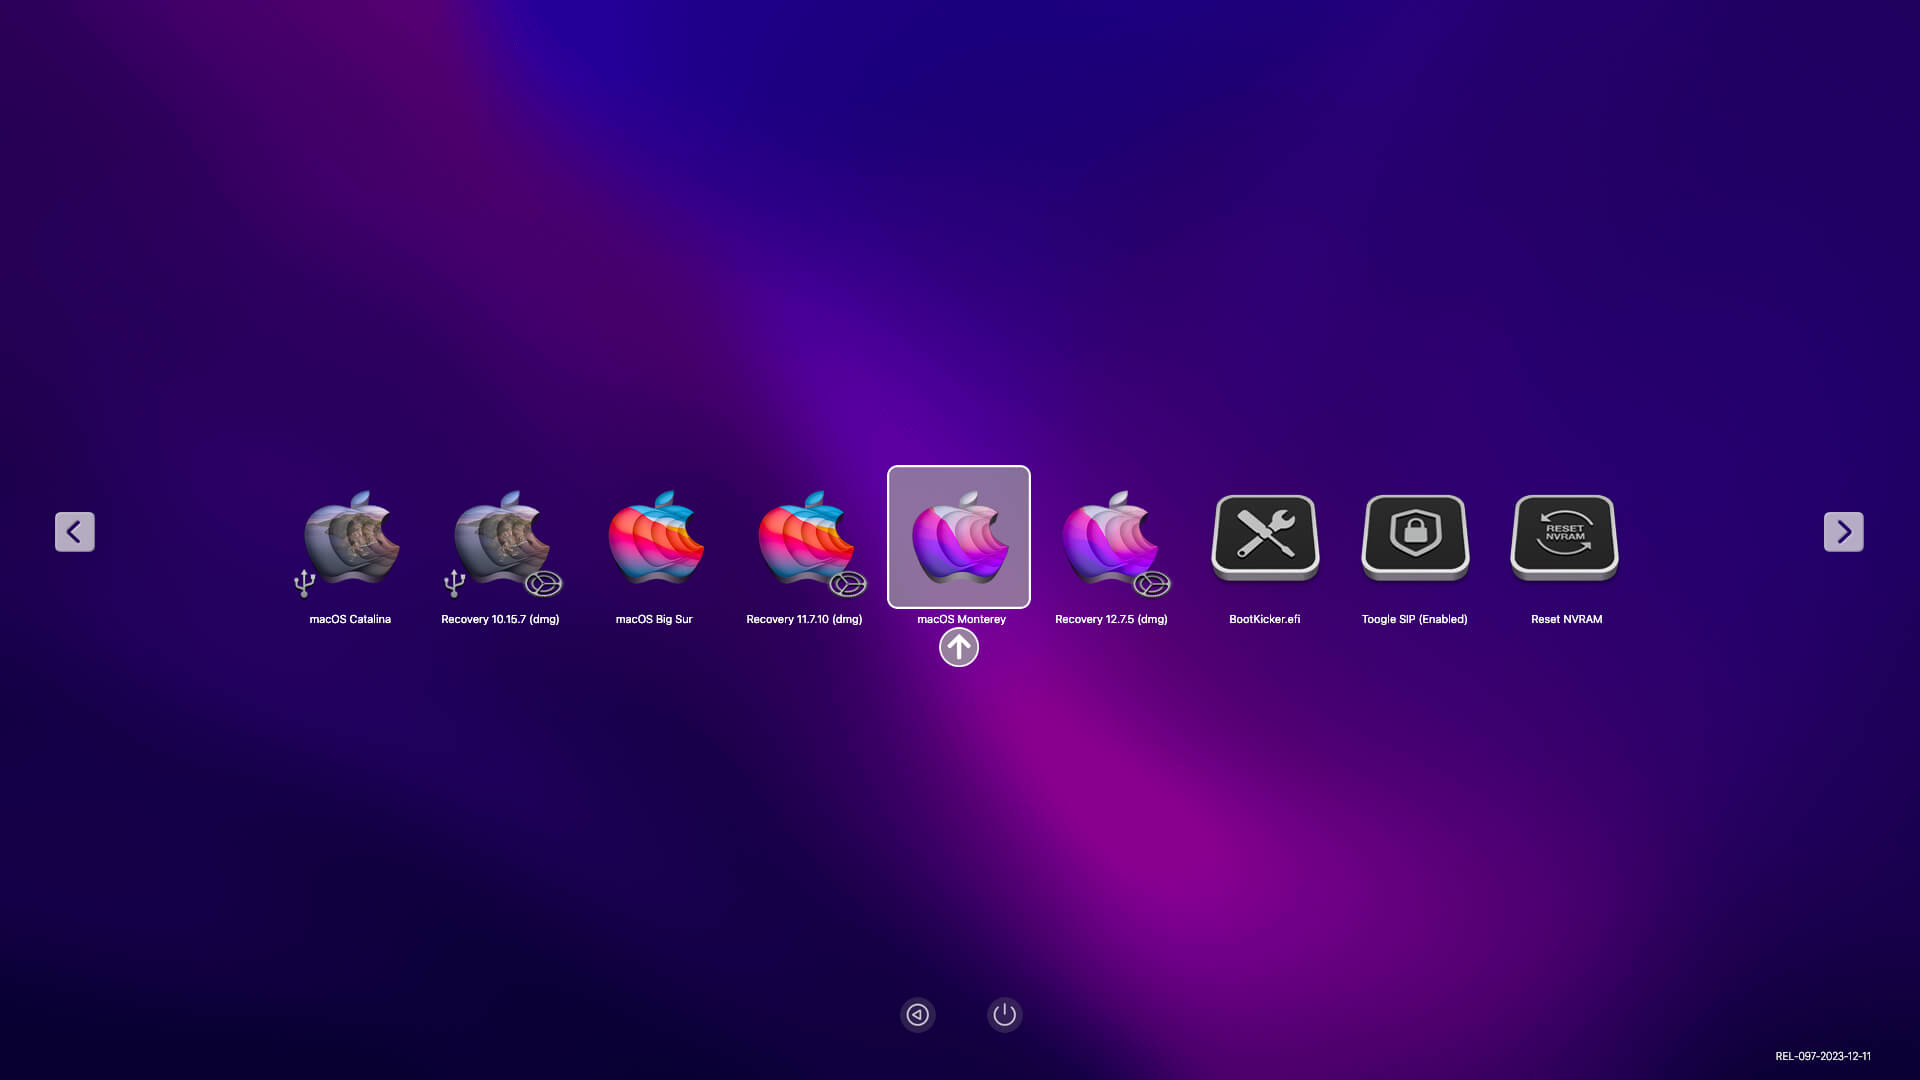 RESET
NVRAM
macOS Catalina
Recovery 10.15.7 (dmg)
macOS Big Sur
Recovery 11.7.10 (dmg)
macOS Monterey
Recovery 12.7.5 (dmg)
BootKicker.efi
Toogle SIP (Enabled)
Reset NVRAM
REL-097-2023-12-11